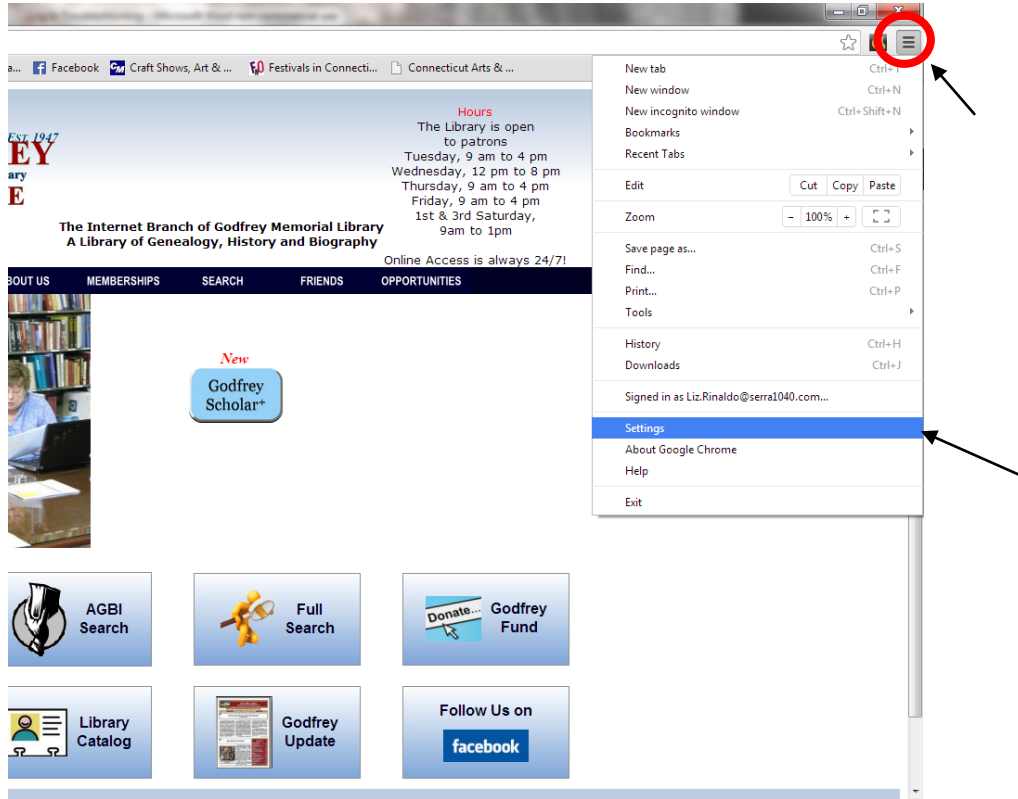 a...
Facebook
Craft Shows, Art & ...
Festivals in Connecti...
Connecticut Arts & ...
EST. 1947
EY
ary
E
The Internet Branch of Godfrey Memorial Library
A Library of Genealogy, History and Biography
Hours
The Library is open
to patrons
Tuesday, 9 am to 4 pm
Wednesday, 12 pm to 8 pm
Thursday, 9 am to 4 pm
Friday, 9 am to 4 pm
1st & 3rd Saturday,
9am to 1pm
Online Access is always 24/7!
BOUT US MEMBERSHIPS SEARCH FRIENDS OPPORTUNITIES
New
Godfrey
Scholar+
AGBI
Search
Full
Search
Donate...
Godfrey
Fund
Library
Catalog
Godfrey
Update
Follow Us on
facebook
New tab Ctrl+T
New window Ctrl+N
New incognito window Ctrl+Shift+N
Bookmarks
Recent Tabs
Edit Cut Copy Paste
Zoom - 100% +
Save page as... Ctrl+S
Find... Ctrl+F
Print... Ctrl+P
Tools
History Ctrl+H
Downloads Ctrl+J
Signed in as Liz.Rinaldo@serra1040.com...
Settings
About Google Chrome
Help
Exit